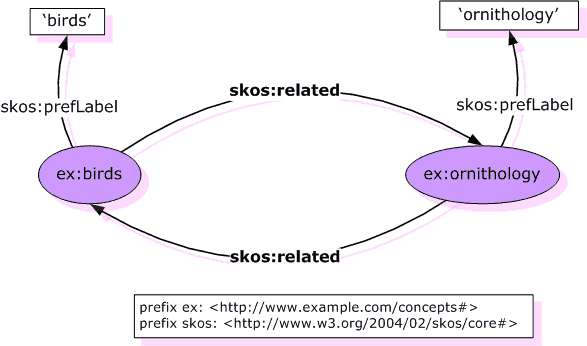 ‘birds’
‘ornithology’
skos:related
skos:prefLabel
skos:prefLabel
ex:birds
ex:ornithology
skos:related
prefix ex: <http://www.example.com/concepts#>
prefix skos: <http://www.w3.org/2004/02/skos/core#>